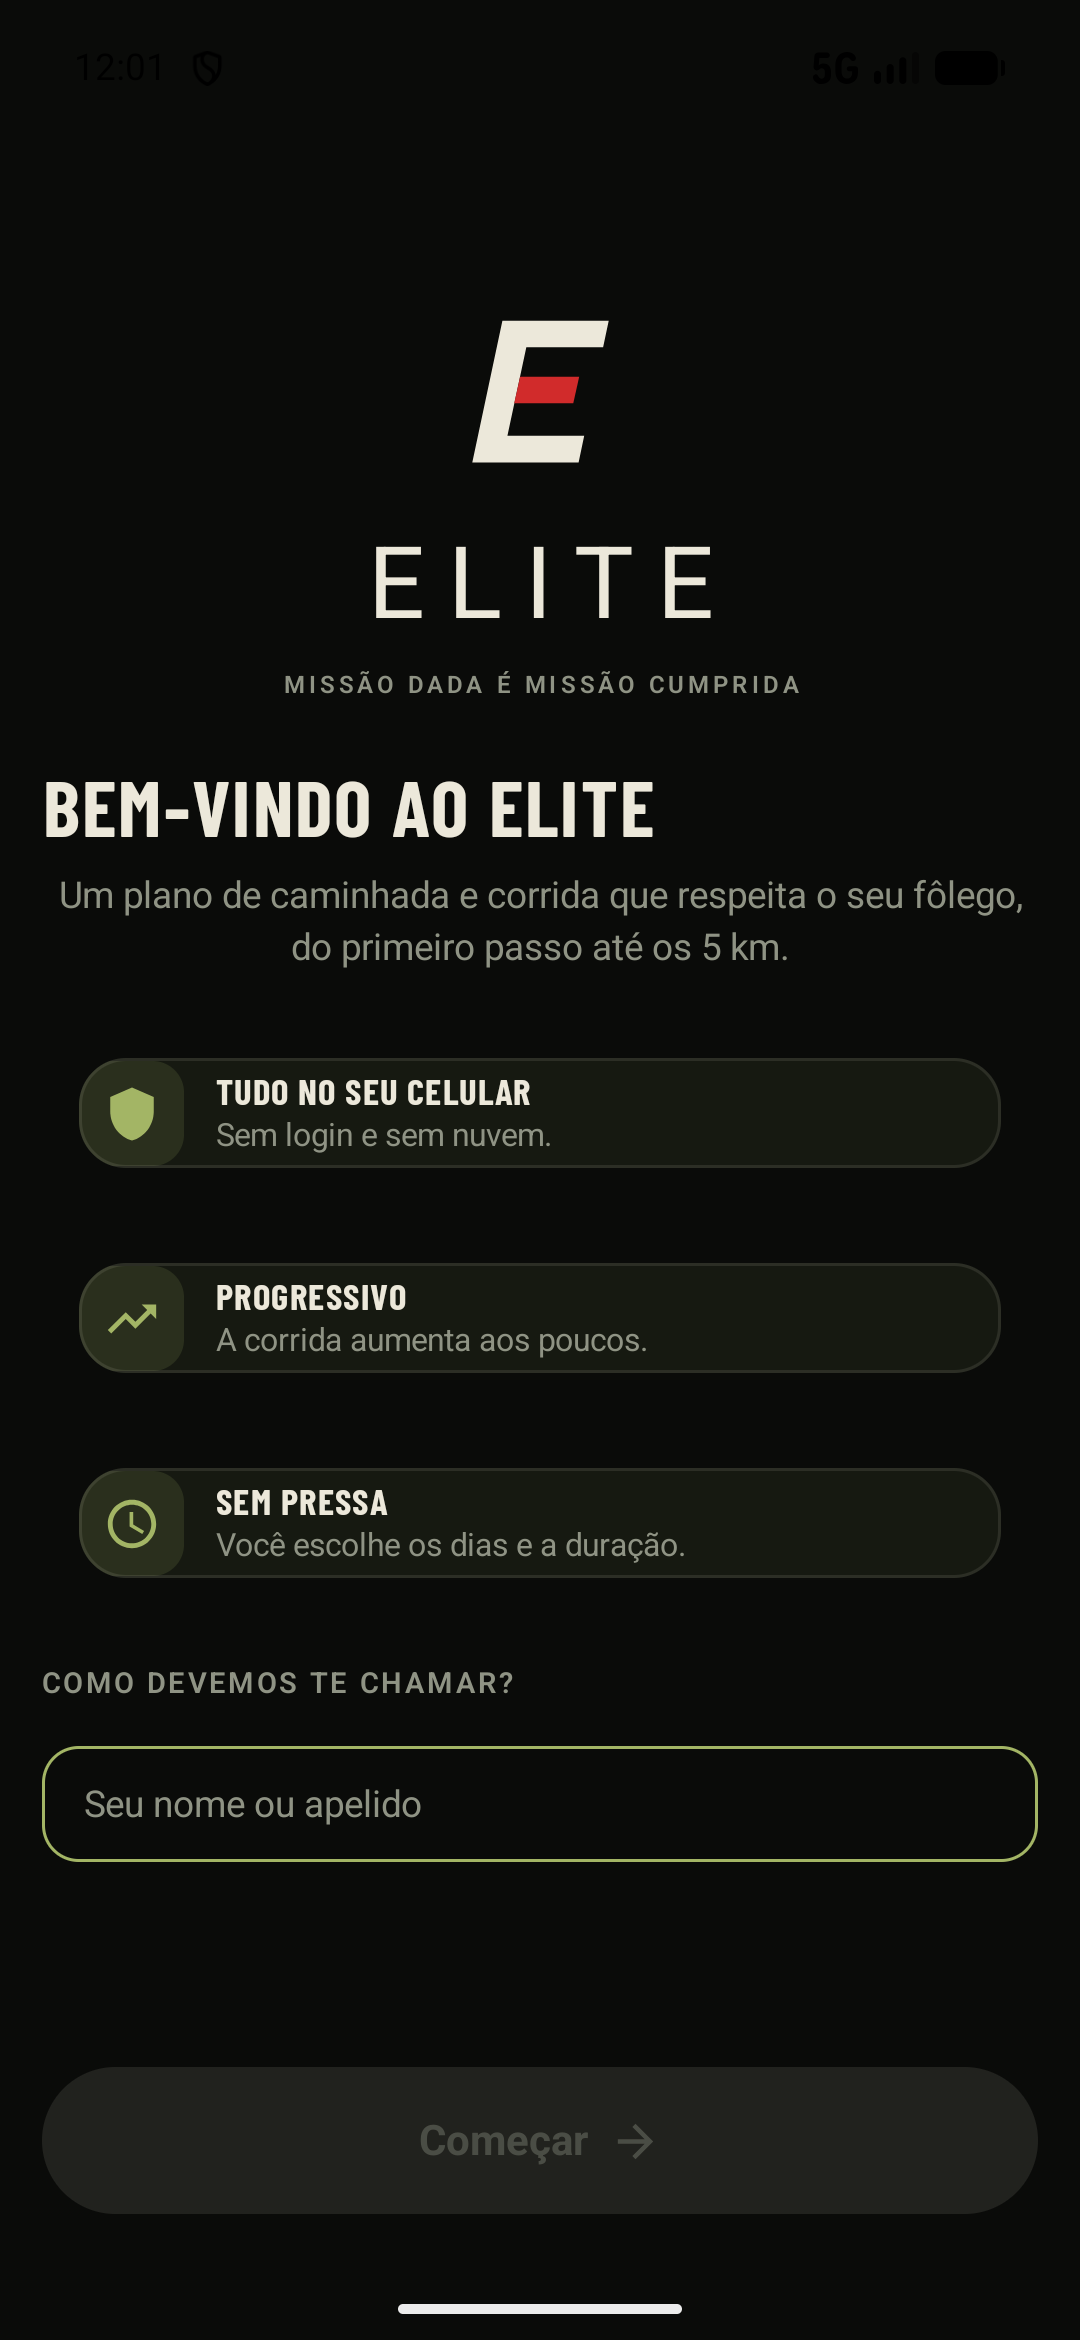 12:01
5G
E
ELITE
MISSÃO DADA É MISSÃO CUMPRIDA
BEM-VINDO AO ELITE
Um plano de caminhada e corrida que respeita o seu fôlego,
do primeiro passo até os 5 km.
TUDO NO SEU CELULAR
Sem login e sem nuvem.
PROGRESSIVO
A corrida aumenta aos poucos.
SEM PRESSA
Você escolhe os dias e a duração.
COMO DEVEMOS TE CHAMAR?
Seu nome ou apelido
Começar